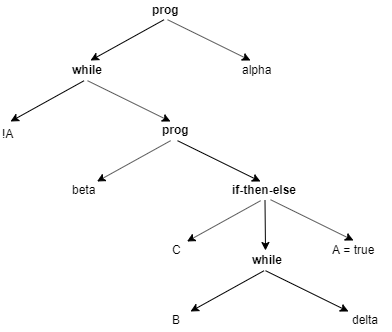 prog
while
alpha
!A
prog
beta
if-then-else
C
while
A = true
B
delta